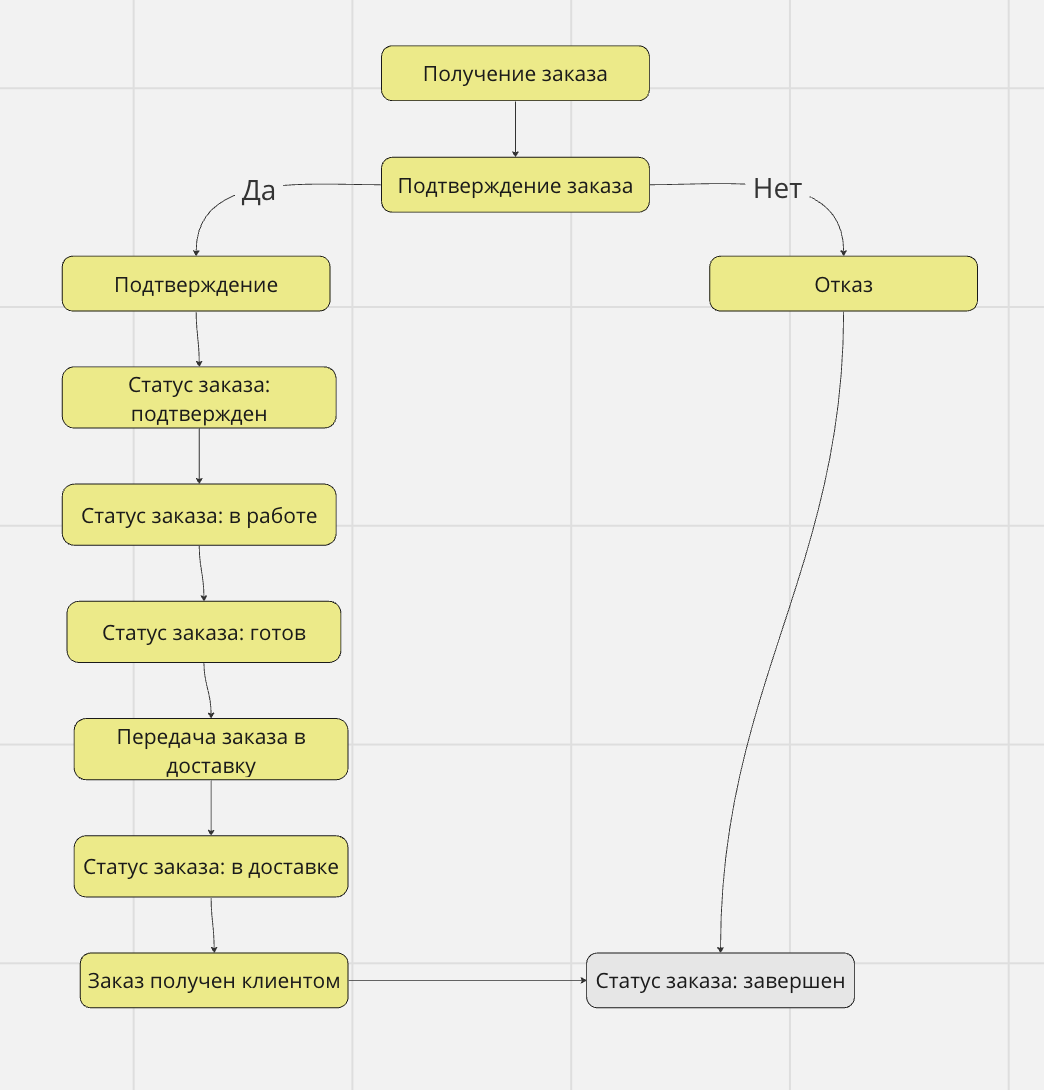 Получение заказа
Подтверждение заказа
Да
Нет
Подтверждение
Отказ
Статус заказа:
подтвержден
Статус заказа: в работе
Статус заказа: готов
Передача заказа в
доставку
Статус заказа: в доставке
Заказ получен клиентом
Статус заказа: завершен